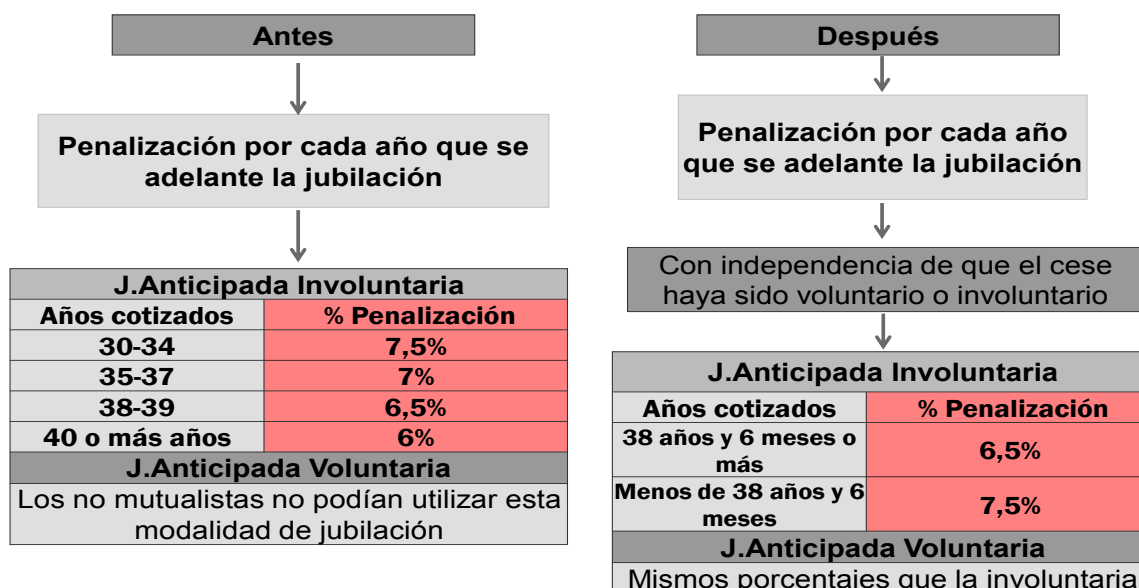 Antes
Penalización por cada año que se
adelante la jubilación
J.Anticipada Involuntaria
Años cotizados % Penalización
30-34 7,5%
35-37 7%
38-39 6,5%
40 o más años 6%
J.Anticipada Voluntaria
Los no mutualistas no podían utilizar esta
modalidad de jubilación
Después
Penalización por cada año
que se adelante la jubilación
Con independencia de que el cese
haya sido voluntario o involuntario
J.Anticipada Involuntaria
Años cotizados % Penalización
38 años y 6 meses o
más 6,5%
Menos de 38 años y 6
meses 7,5%
J.Anticipada Voluntaria
Mismos porcentajes que la involuntaria